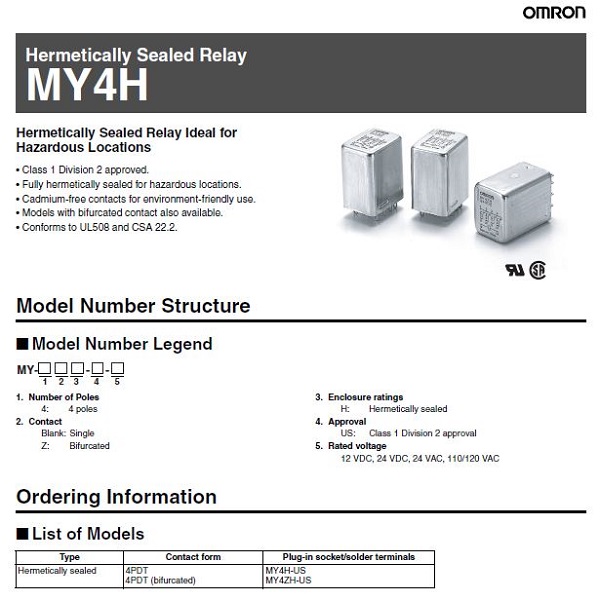 OMRON
Hermetically Sealed Relay
MY4H
Hermetically Sealed Relay Ideal for
Hazardous Locations
• Class 1 Division 2 approved.
• Fully hermetically sealed for hazardous locations.
• Cadmium-free contacts for environment-friendly use.
• Models with bifurcated contact also available.
• Conforms to UL508 and CSA 22.2.
OMRON
Model Number Structure
■ Model Number Legend
MY-□□□-□-□
1 2 3 4 5
1. Number of Poles
4: 4 poles
2. Contact
Blank: Single
Z: Bifurcated
3. Enclosure ratings
H: Hermetically sealed
4. Approval
US: Class 1 Division 2 approval
5. Rated voltage
12 VDC, 24 VDC, 24 VAC, 110/120 VAC
Ordering Information
■ List of Models
Type Contact form Plug-in socket/solder terminals
Hermetically sealed 4PDT MY4H-US
4PDT (bifurcated) MY4ZH-US